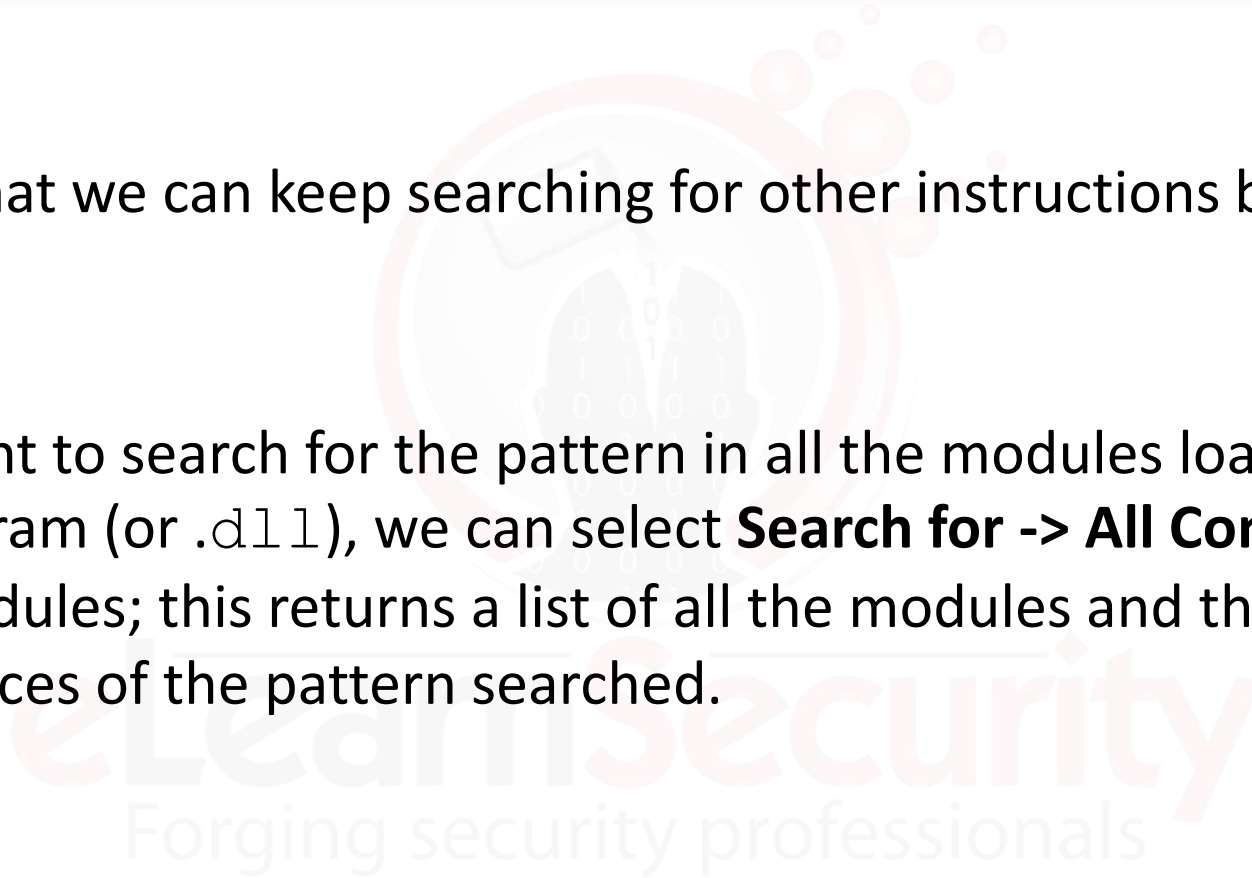 at we can keep searching for other instructions b
nt to search for the pattern in all the modules loa
ram (or .dll), we can select Search for -> All Cor
dules; this returns a list of all the modules and th
ces of the pattern searched.
eLearnSecurity
Forging security professionals